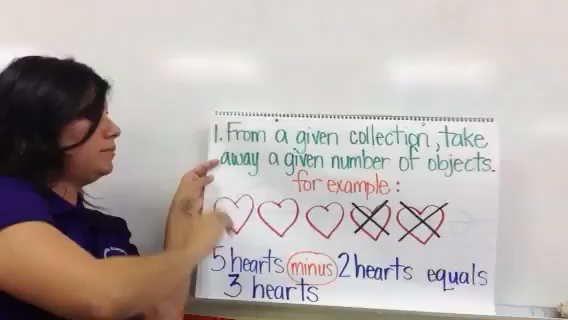 1. From a given collection, take
away a given number of objects.
for example:
5 hearts minus 2 hearts equals
3 hearts